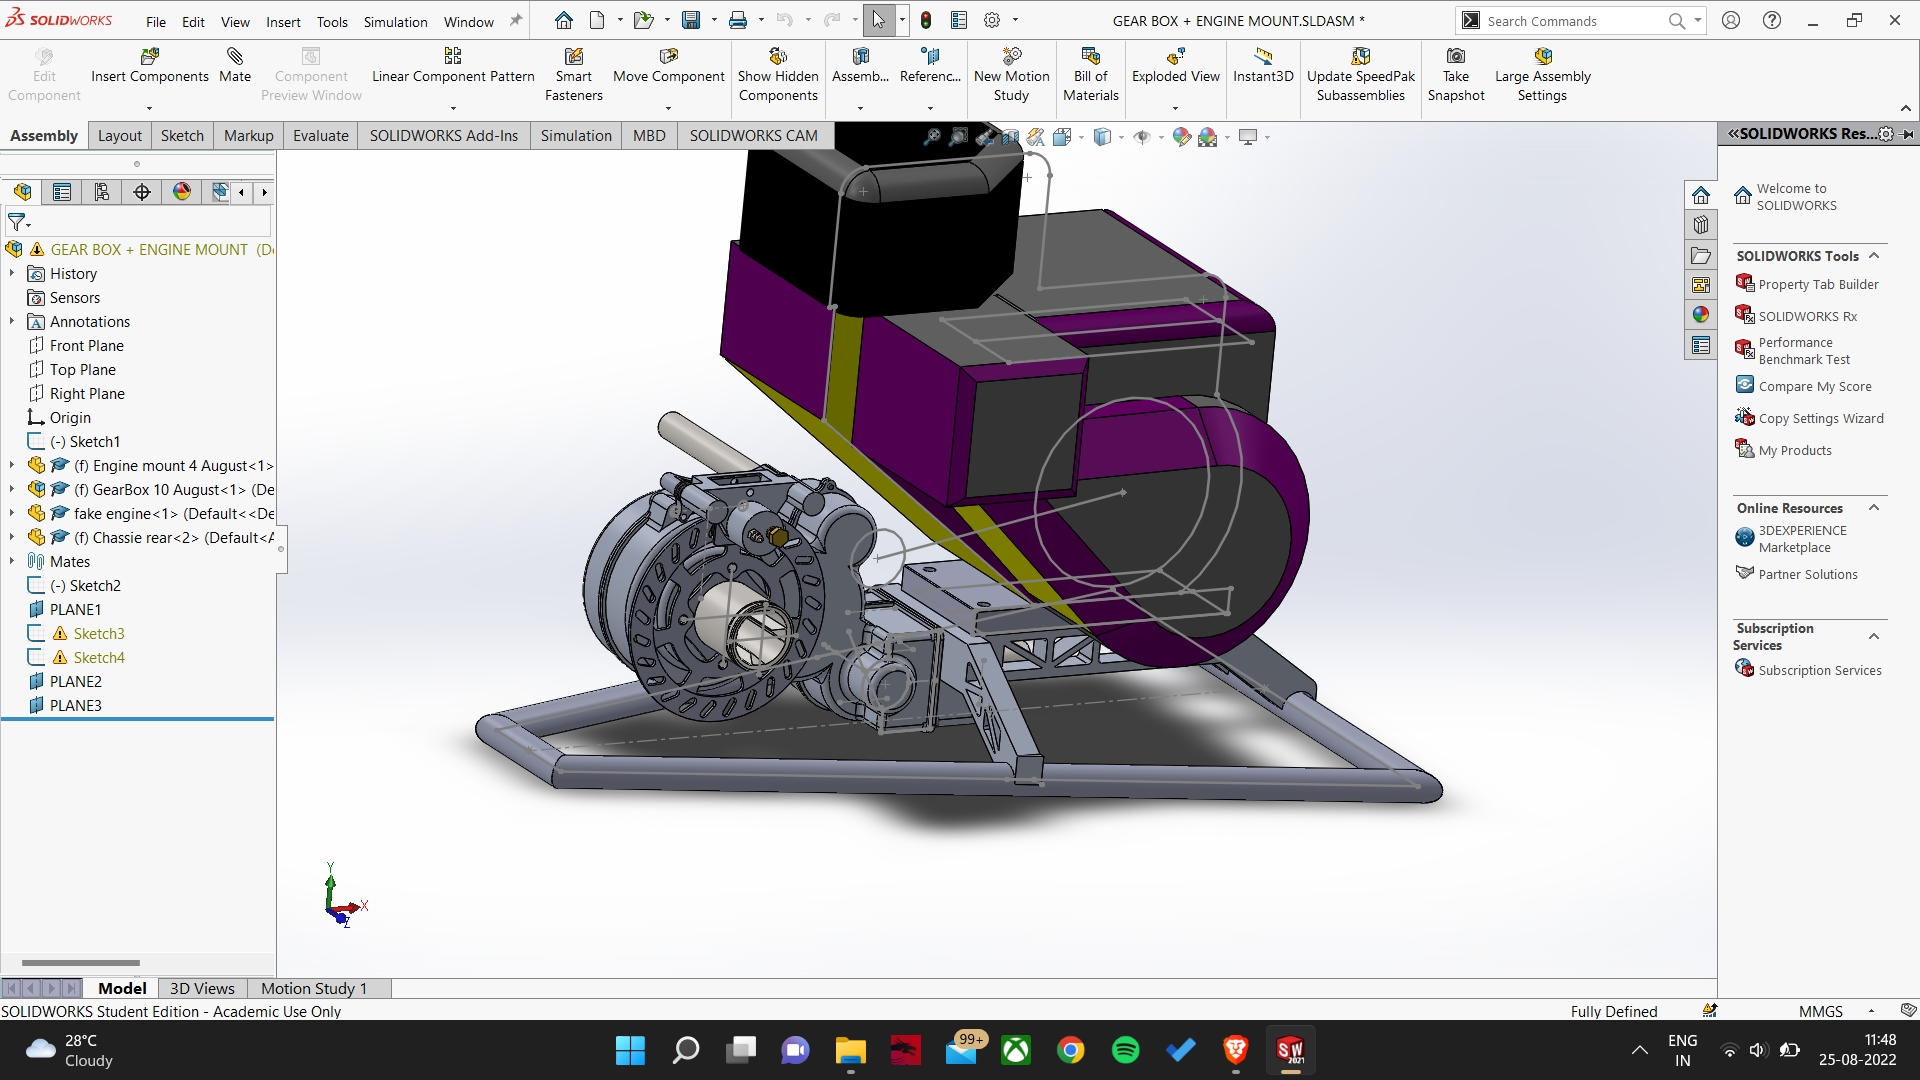 SOLIDWORKS File Edit View Insert Tools Simulation Window GEAR BOX + ENGINE MOUNT.SLDASM * Search Commands
Edit Component
Insert Components
Mate
Component Preview Window
Linear Component Pattern
Smart Fasteners
Move Component
Show Hidden Components
Assemb...
Referenc...
New Motion Study
Bill of Materials
Exploded View
Instant3D
Update SpeedPak Subassemblies
Take Snapshot
Large Assembly Settings
Assembly Layout Sketch Markup Evaluate SOLIDWORKS Add-Ins Simulation MBD SOLIDWORKS CAM
GEAR BOX + ENGINE MOUNT (De
History
Sensors
Annotations
Front Plane
Top Plane
Right Plane
Origin
(-) Sketch1
(f) Engine mount 4 August<1>
(f) GearBox 10 August<1> (De
fake engine<1> (Default<<De
(f) Chassie rear<2> (Default<A
Mates
(-) Sketch2
PLANE1
Sketch3
Sketch4
PLANE2
PLANE3
Y
X
Z
SOLIDWORKS Res...
Welcome to
SOLIDWORKS
SOLIDWORKS Tools
Property Tab Builder
SOLIDWORKS Rx
Performance
Benchmark Test
Compare My Score
Copy Settings Wizard
My Products
Online Resources
3DEXPERIENCE
Marketplace
Partner Solutions
Subscription
Services
Subscription Services
Model 3D Views Motion Study 1
SOLIDWORKS Student Edition - Academic Use Only Fully Defined MMGS
28°C
Cloudy
99+
SW
2021
ENG
IN
11:48
25-08-2022